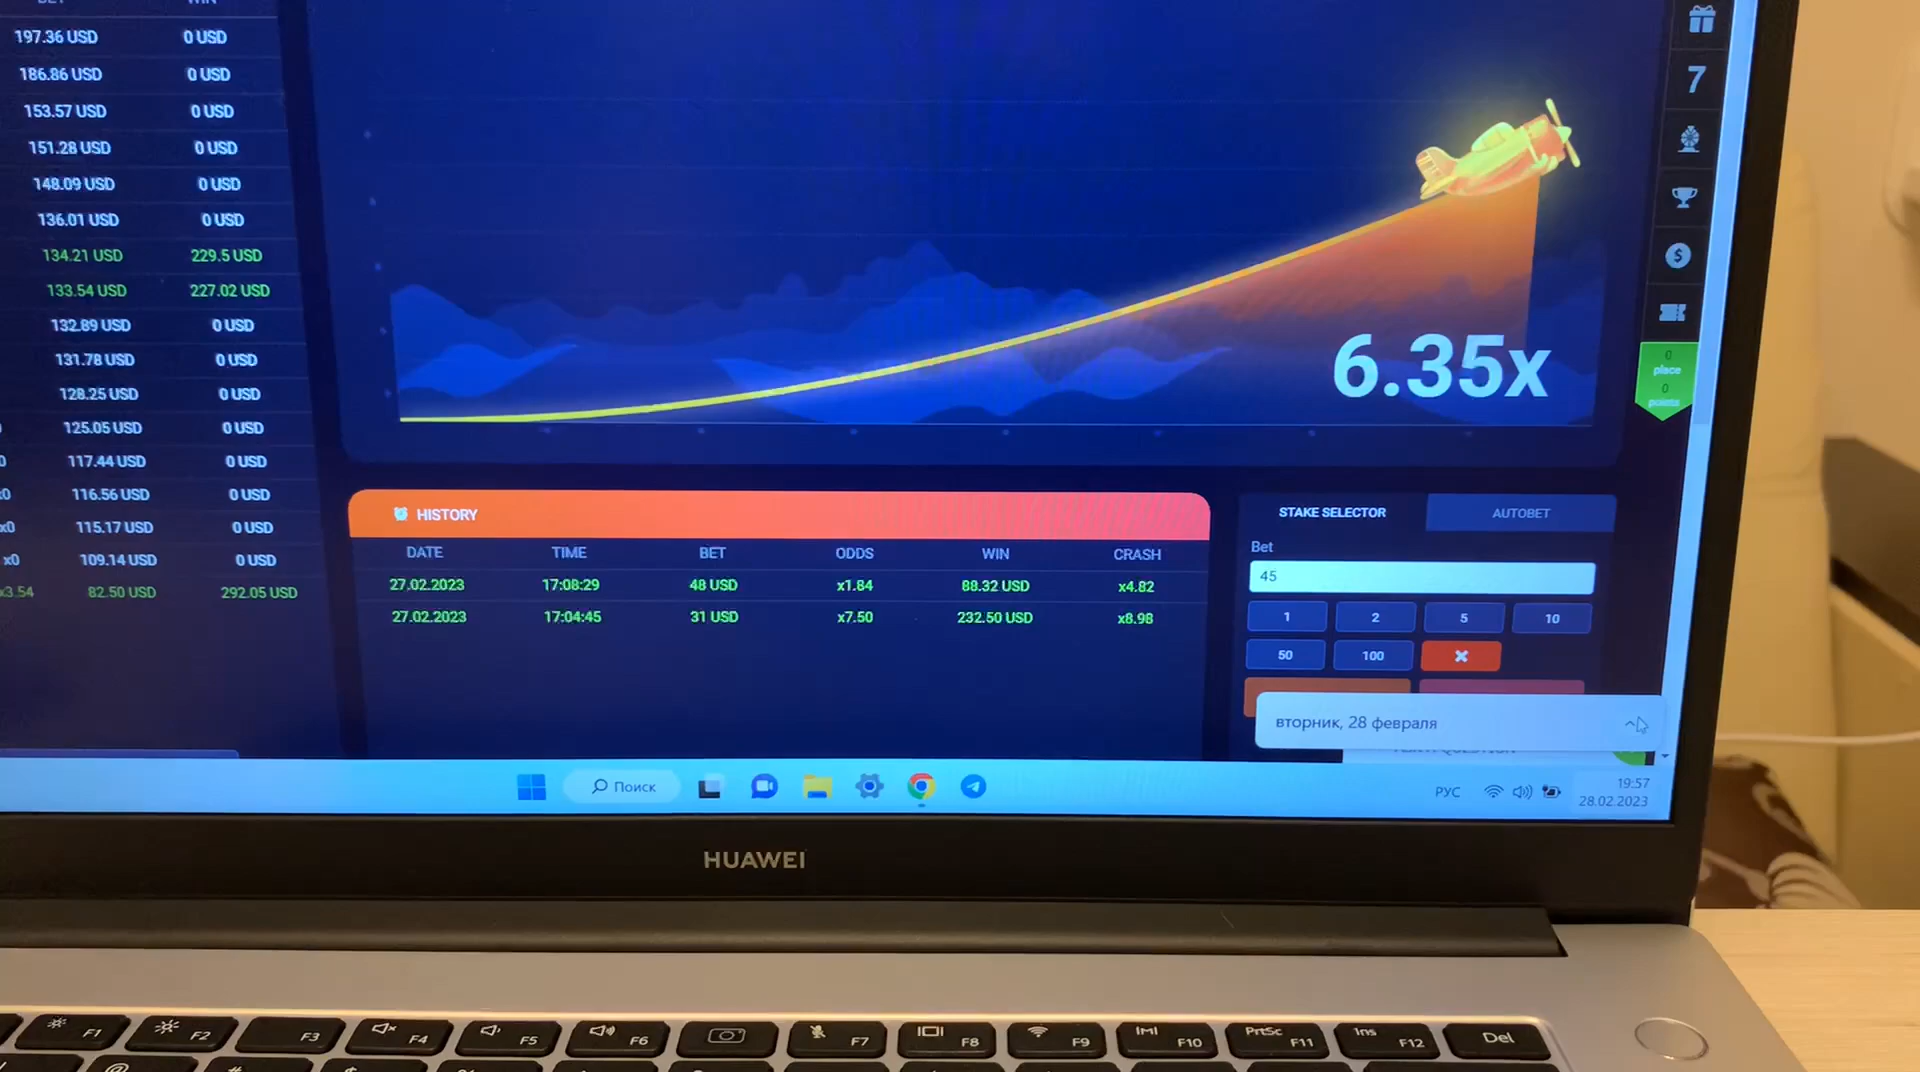 197.36 USD 0 USD
186.86 USD 0 USD
153.57 USD 0 USD
151.28 USD 0 USD
148.09 USD 0 USD
136.01 USD 0 USD
134.21 USD 229.5 USD
133.54 USD 227.02 USD
132.89 USD 0 USD
131.78 USD 0 USD
128.25 USD 0 USD
125.05 USD 0 USD
117.44 USD 0 USD
x0 116.56 USD 0 USD
x0 115.17 USD 0 USD
x0 109.14 USD 0 USD
x3.54 82.50 USD 292.05 USD
6.35x
7
0
place
0
points
HISTORY
DATE TIME BET ODDS WIN CRASH
27.02.2023 17:08:29 48 USD x1.84 88.32 USD x4.82
27.02.2023 17:04:45 31 USD x7.50 232.50 USD x8.98
STAKE SELECTOR AUTOBET
Bet
45
1 2 5 10
50 100
вторник, 28 февраля
Поиск
РУС
19:57
28.02.2023
HUAWEI
F1 F2 F3 F4 F5 F6 F7 F8 F9 F10 PrtSc F11 Ins F12 Del